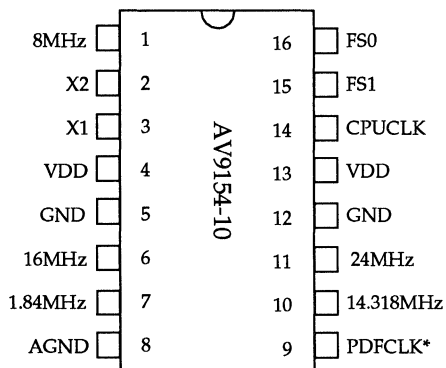 8MHz 1 16 FS0
X2 2 15 FS1
X1 3 14 CPUCLK
VDD 4 13 VDD
GND 5 12 GND
16MHz 6 11 24MHz
1.84MHz 7 10 14.318MHz
AGND 8 9 PDFCLK*
AV9154-10